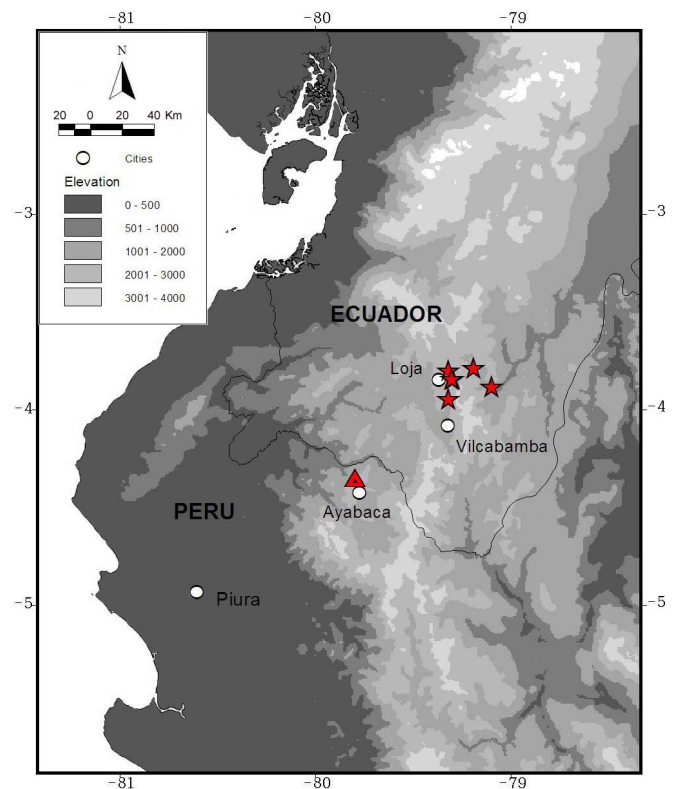 -81 -80 -79
N
20 0 20 40 Km
Cities
Elevation
0 - 500
501 - 1000
1001 - 2000
2001 - 3000
3001 - 4000
-3 -3
ECUADOR
Loja
-4 -4
Vilcabamba
PERU
Ayabaca
Piura
-5 -5
-81 -80 -79